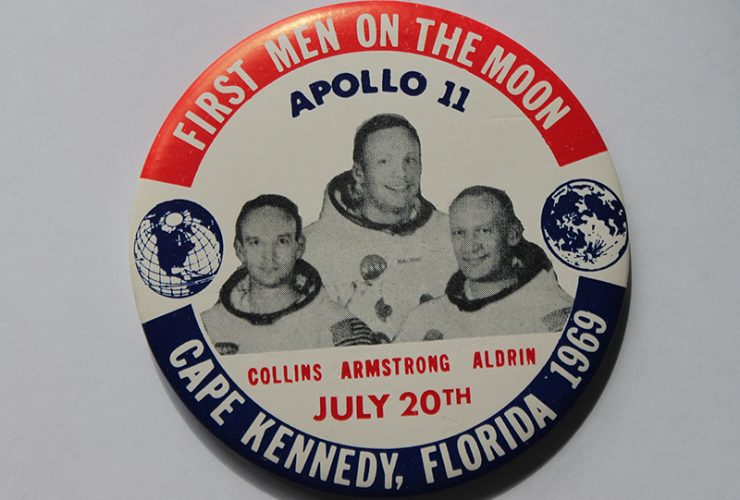 FIRST MEN ON THE MOON
APOLLO 11
COLLINS ARMSTRONG ALDRIN
JULY 20TH
CAPE KENNEDY, FLORIDA 1969